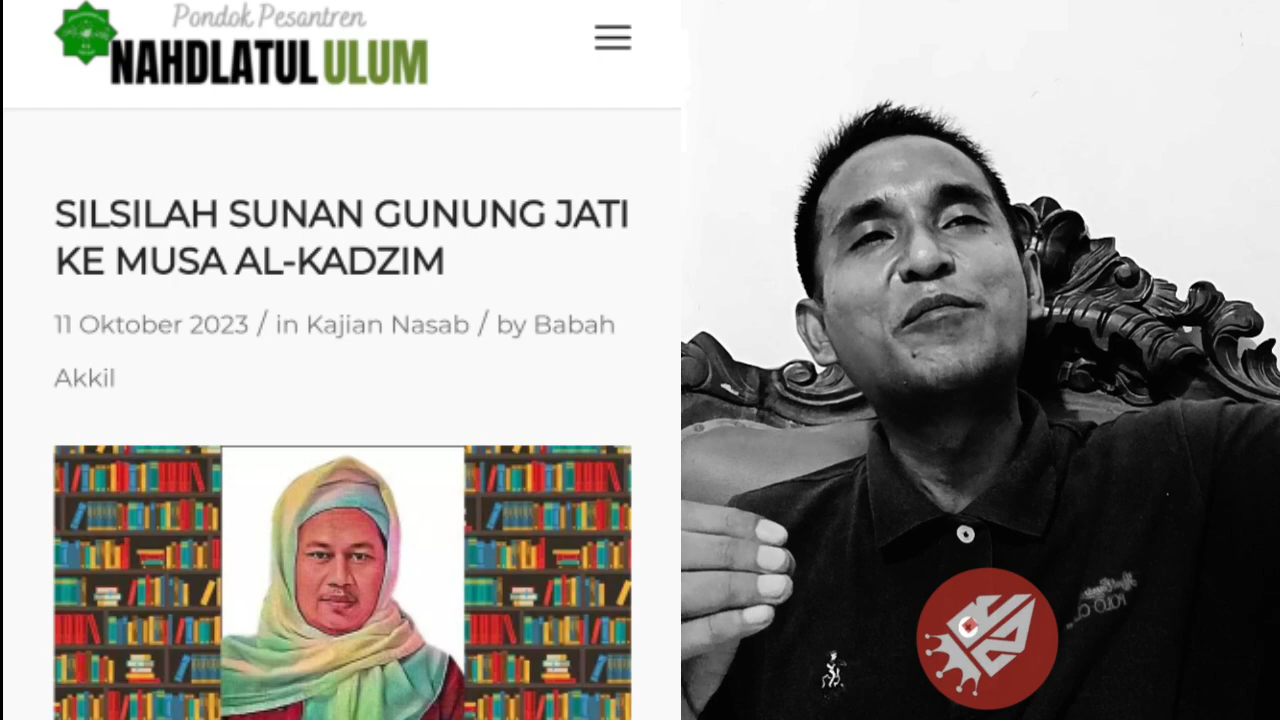 Pondok Pesantren
NAHDLATUL ULUM
SILSILAH SUNAN GUNUNG JATI
KE MUSA AL-KADZIM
11 Oktober 2023 / in Kajian Nasab / by Babah
Akkil
POLO